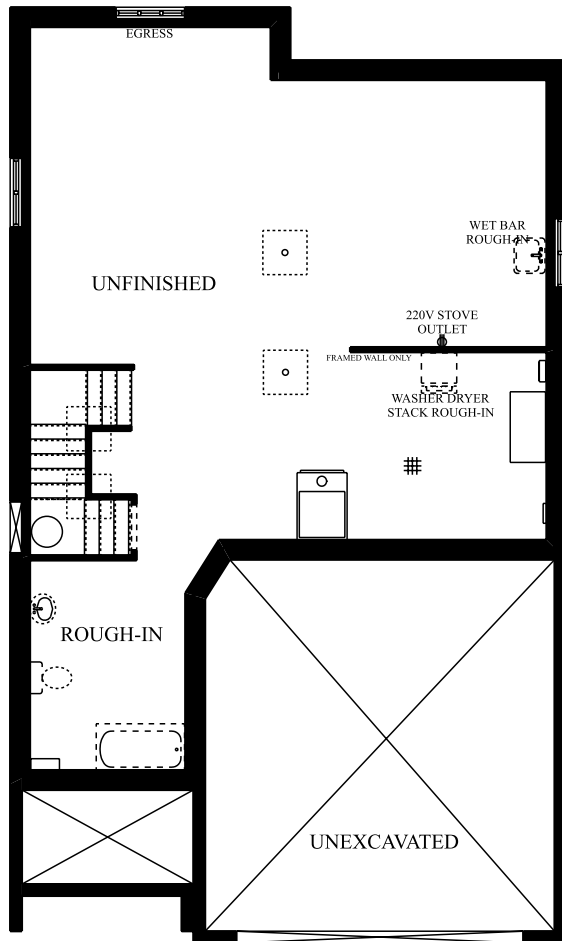 EGRESS
WET BAR
ROUGH-IN
UNFINISHED
220V STOVE
OUTLET
FRAMED WALL ONLY
WASHER DRYER
STACK ROUGH-IN
ROUGH-IN
UNEXCAVATED